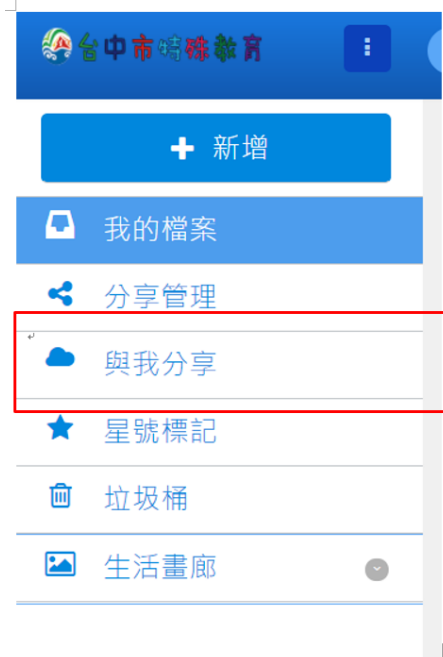 台中市特殊教育
新增
我的檔案
分享管理
與我分享
星號標記
垃圾桶
生活畫廊